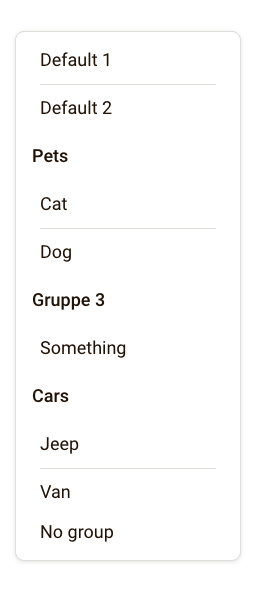 Default 1
Default 2
Pets
Cat
Dog
Gruppe 3
Something
Cars
Jeep
Van
No group